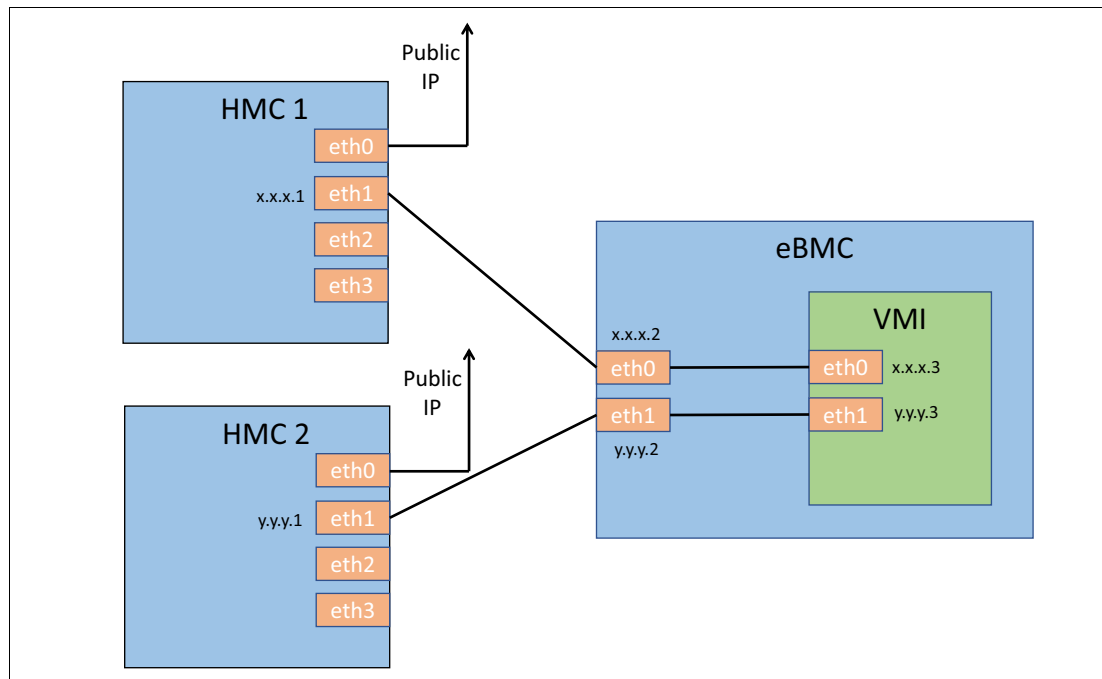 Public
IP
HMC 1
eth0
x.x.x.1
eth1
eth2
eth3
Public
IP
HMC 2
eth0
y.y.y.1
eth1
eth2
eth3
eBMC
VMI
x.x.x.2
eth0
eth0
x.x.x.3
eth1
eth1
y.y.y.3
y.y.y.2